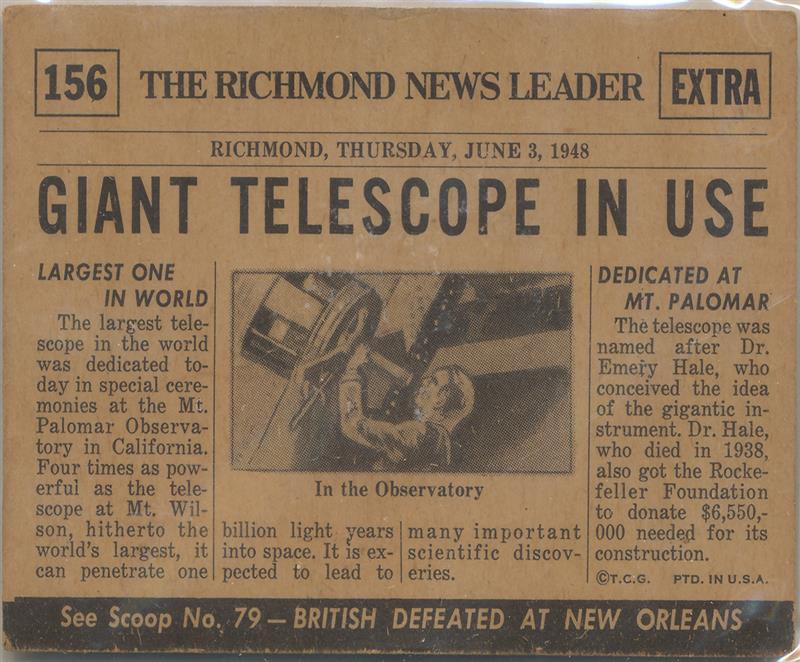 156 THE RICHMOND NEWS LEADER EXTRA
RICHMOND, THURSDAY, JUNE 3, 1948
GIANT TELESCOPE IN USE
LARGEST ONE
IN WORLD
The largest tele-
scope in the world
was dedicated to-
day in special cere-
monies at the Mt.
Palomar Observa-
tory in California.
Four times as pow-
erful as the tele-
scope at Mt. Wil-
son, hitherto the
world's largest, it
can penetrate one
In the Observatory
billion light years
into space. It is ex-
pected to lead to
many important
scientific discov-
eries.
DEDICATED AT
MT. PALOMAR
The telescope was
named after Dr.
Emery Hale, who
conceived the idea
of the gigantic in-
strument. Dr. Hale,
who died in 1938,
also got the Rocke-
feller Foundation
to donate $6,550,-
000 needed for its
construction.
©T.C.G. PTD. IN U.S.A.
See Scoop No. 79 — BRITISH DEFEATED AT NEW ORLEANS